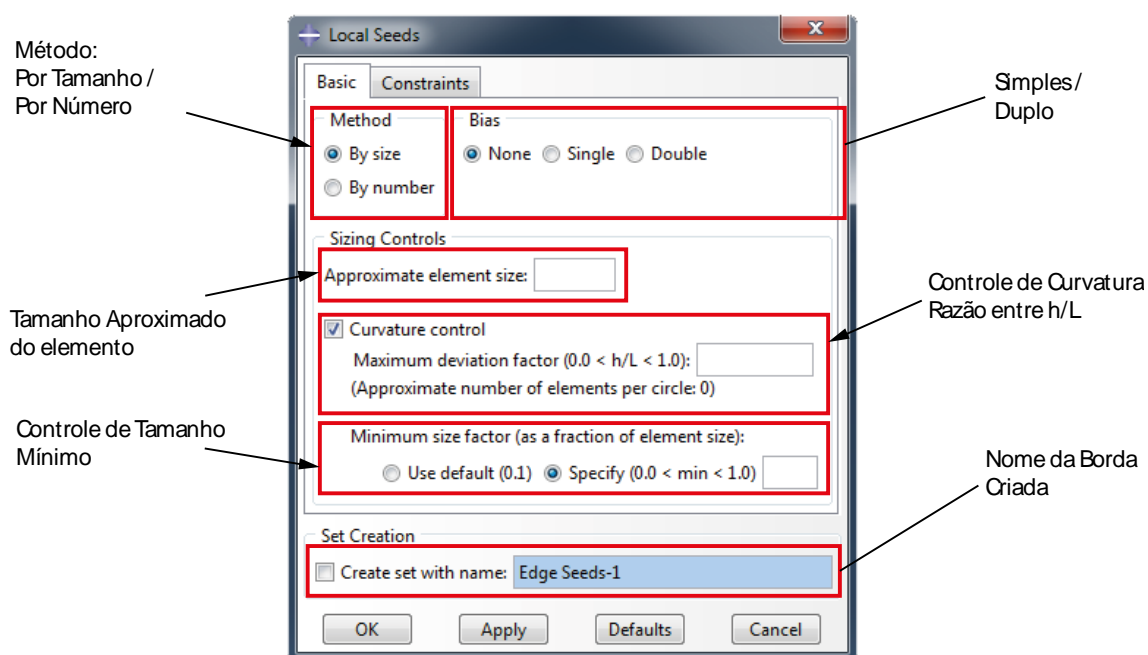 Método:
Por Tamanho /
Por Número
Local Seeds
Basic
Constraints
Simples /
Duplo
Method
Bias
By size
None
Single
Double
By number
Sizing Controls
Approximate element size:
Tamanho Aproximado
do elemento
Controle de Curvatura
Razão entre h/L
Curvature control
Maximum deviation factor (0.0 < h/L < 1.0):
(Approximate number of elements per circle: 0)
Controle de Tamanho
Mínimo
Minimum size factor (as a fraction of element size):
Use default (0.1)
Specify (0.0 < min < 1.0)
Nome da Borda
Criada
Set Creation
Create set with name:
Edge Seeds-1
OK
Apply
Defaults
Cancel